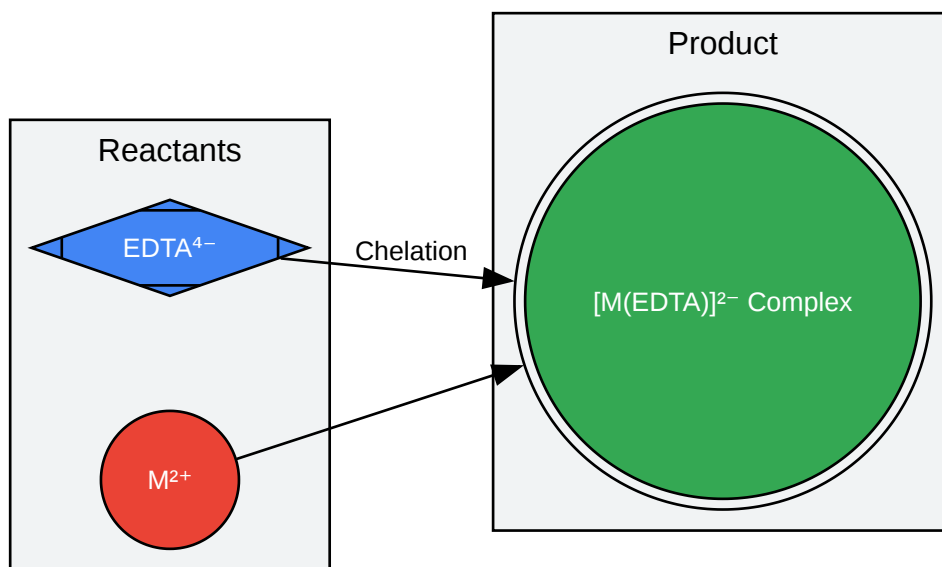 Product
Reactants
EDTA⁴⁻
Chelation
[M(EDTA)]²⁻ Complex
M²⁺